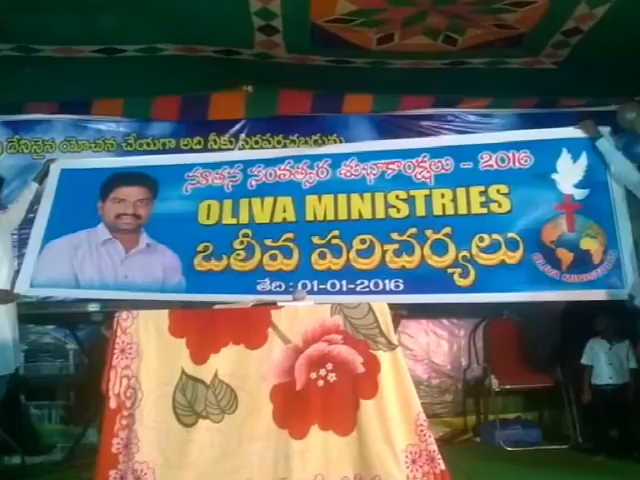 దేనినైన యోచన చేయగా అది నీకు స్థిరపరచబడును
నూతన సంవత్సర శుభాకాంక్షలు - 2016
OLIVA MINISTRIES
ఒలీవ పరిచర్యలు
తేది : 01-01-2016
OLIVA MINISTRIES